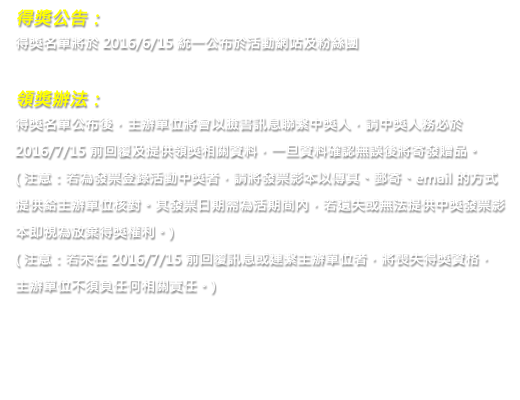 得獎公告：
得獎名單將於 2016/6/15 統一公布於活動網站及粉絲團
領獎辦法：
得獎名單公布後，主辦單位將會以臉書訊息聯繫中獎人，請中獎人務必於
2016/7/15 前回覆及提供領獎相關資料，一旦資料確認無誤後將寄發贈品。
( 注意：若為發票登錄活動中獎者，請將發票影本以傳真、郵寄、email 的方式
提供給主辦單位核對。其發票日期需為活期間內，若遺失或無法提供中獎發票影
本即視為放棄得獎權利。)
( 注意：若未在 2016/7/15 前回覆訊息或連繫主辦單位者，將喪失得獎資格，
主辦單位不須負任何相關責任。)